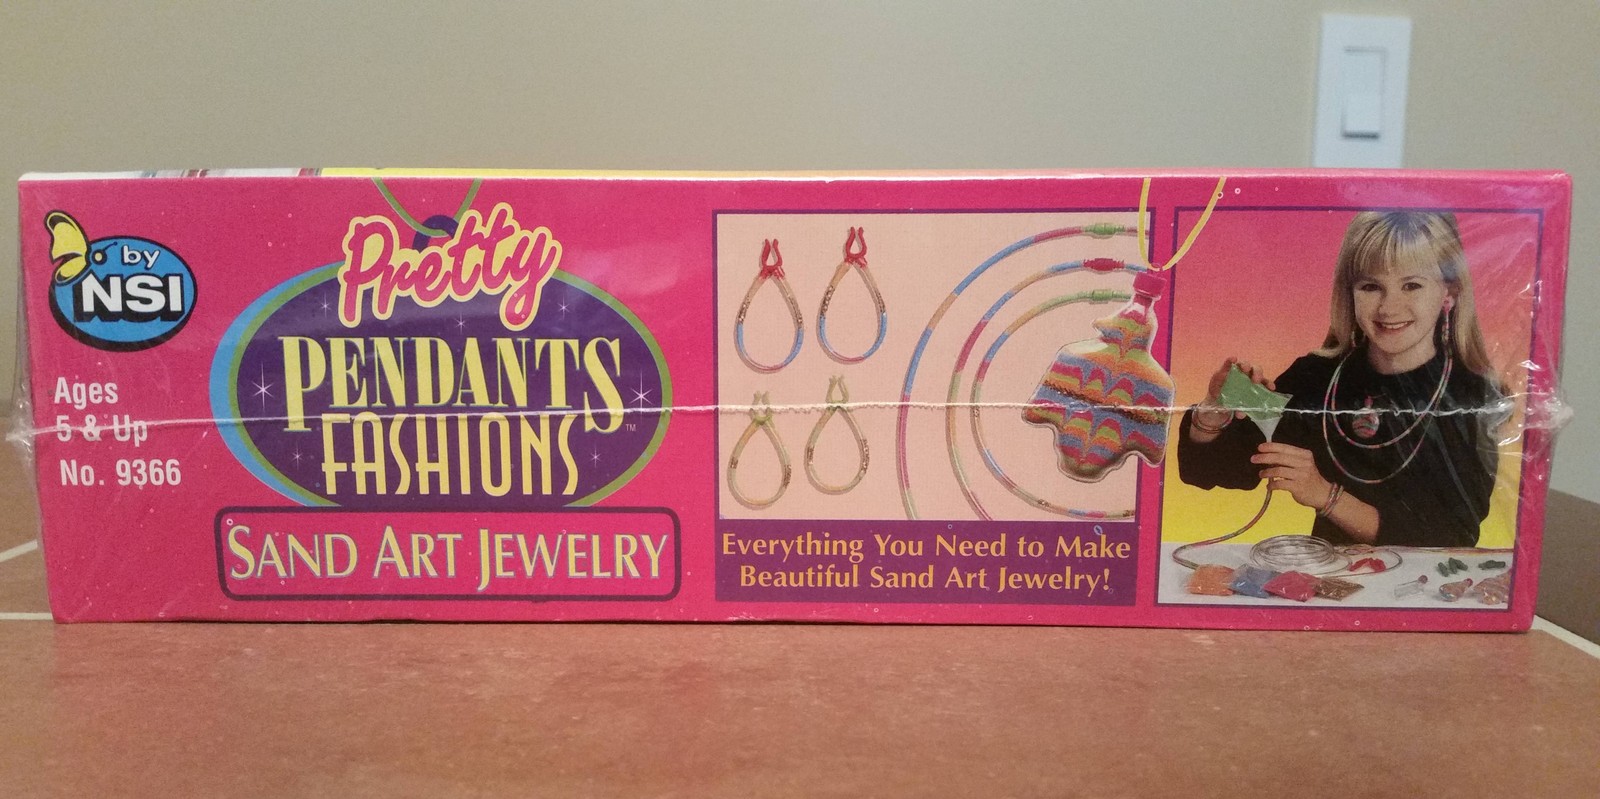 by
NSI
Ages
5 & Up
No. 9366
Pretty
PENDANTS
FASHIONS™
SAND ART JEWELRY
Everything You Need to Make
Beautiful Sand Art Jewelry!